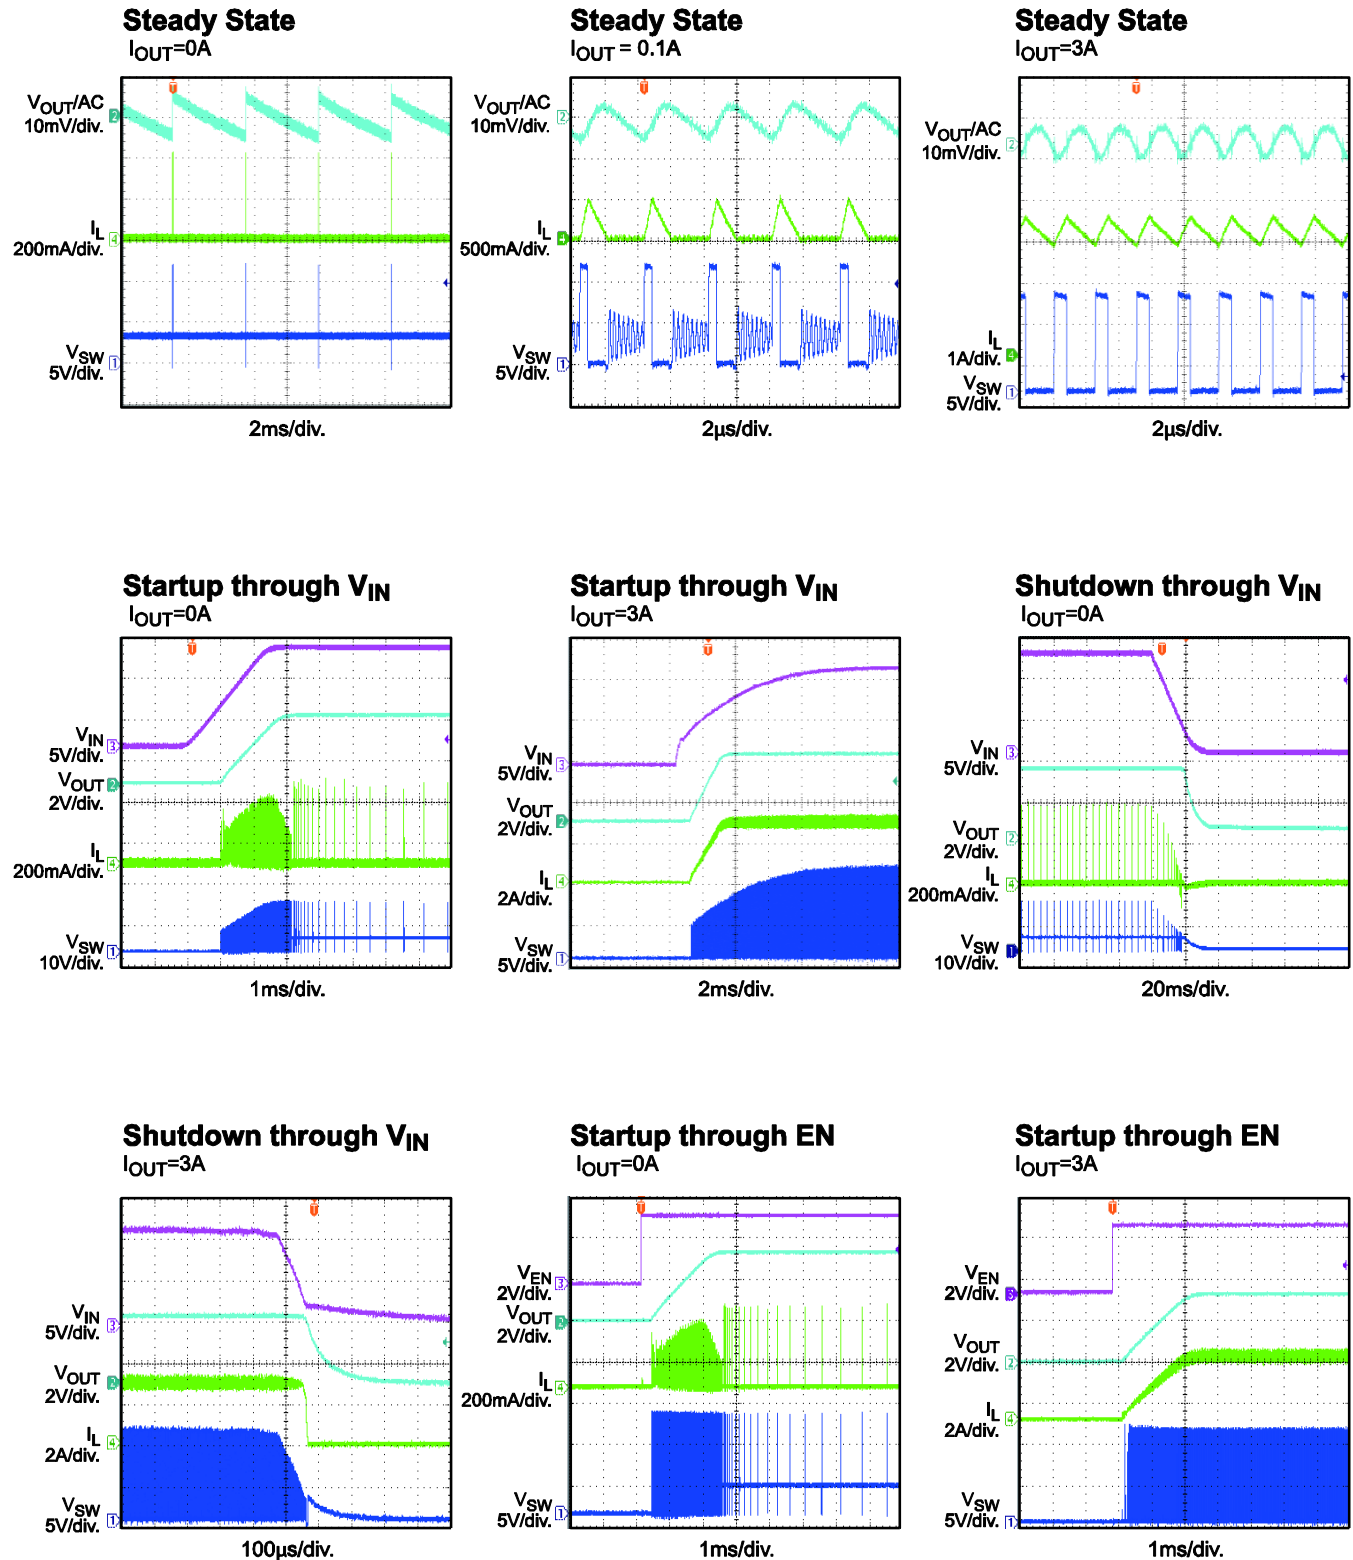 Steady State
IOUT=0A
VOUT/AC
10mV/div.
IL
200mA/div.
VSW
5V/div.
2ms/div.
Steady State
IOUT = 0.1A
VOUT/AC
10mV/div.
IL
500mA/div.
VSW
5V/div.
2µs/div.
Steady State
IOUT=3A
VOUT/AC
10mV/div.
IL
1A/div.
VSW
5V/div.
2µs/div.
Startup through VIN
IOUT=0A
VIN
5V/div.
VOUT
2V/div.
IL
200mA/div.
VSW
10V/div.
1ms/div.
Startup through VIN
IOUT=3A
VIN
5V/div.
VOUT
2V/div.
IL
2A/div.
VSW
5V/div.
2ms/div.
Shutdown through VIN
IOUT=0A
VIN
5V/div.
VOUT
2V/div.
IL
200mA/div.
VSW
10V/div.
20ms/div.
Shutdown through VIN
IOUT=3A
VIN
5V/div.
VOUT
2V/div.
IL
2A/div.
VSW
5V/div.
100µs/div.
Startup through EN
IOUT=0A
VEN
2V/div.
VOUT
2V/div.
IL
200mA/div.
VSW
5V/div.
1ms/div.
Startup through EN
IOUT=3A
VEN
2V/div.
VOUT
2V/div.
IL
2A/div.
VSW
5V/div.
1ms/div.